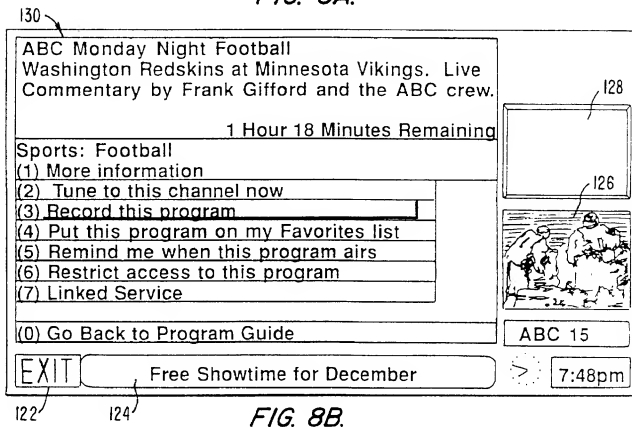 FIG. 8A.
130
ABC Monday Night Football
Washington Redskins at Minnesota Vikings. Live
Commentary by Frank Gifford and the ABC crew.
1 Hour 18 Minutes Remaining
Sports: Football
(1) More information
(2) Tune to this channel now
(3) Record this program
(4) Put this program on my Favorites list
(5) Remind me when this program airs
(6) Restrict access to this program
(7) Linked Service
(0) Go Back to Program Guide
128
126
ABC 15
EXIT
Free Showtime for December
7:48pm
122
124
FIG. 8B.